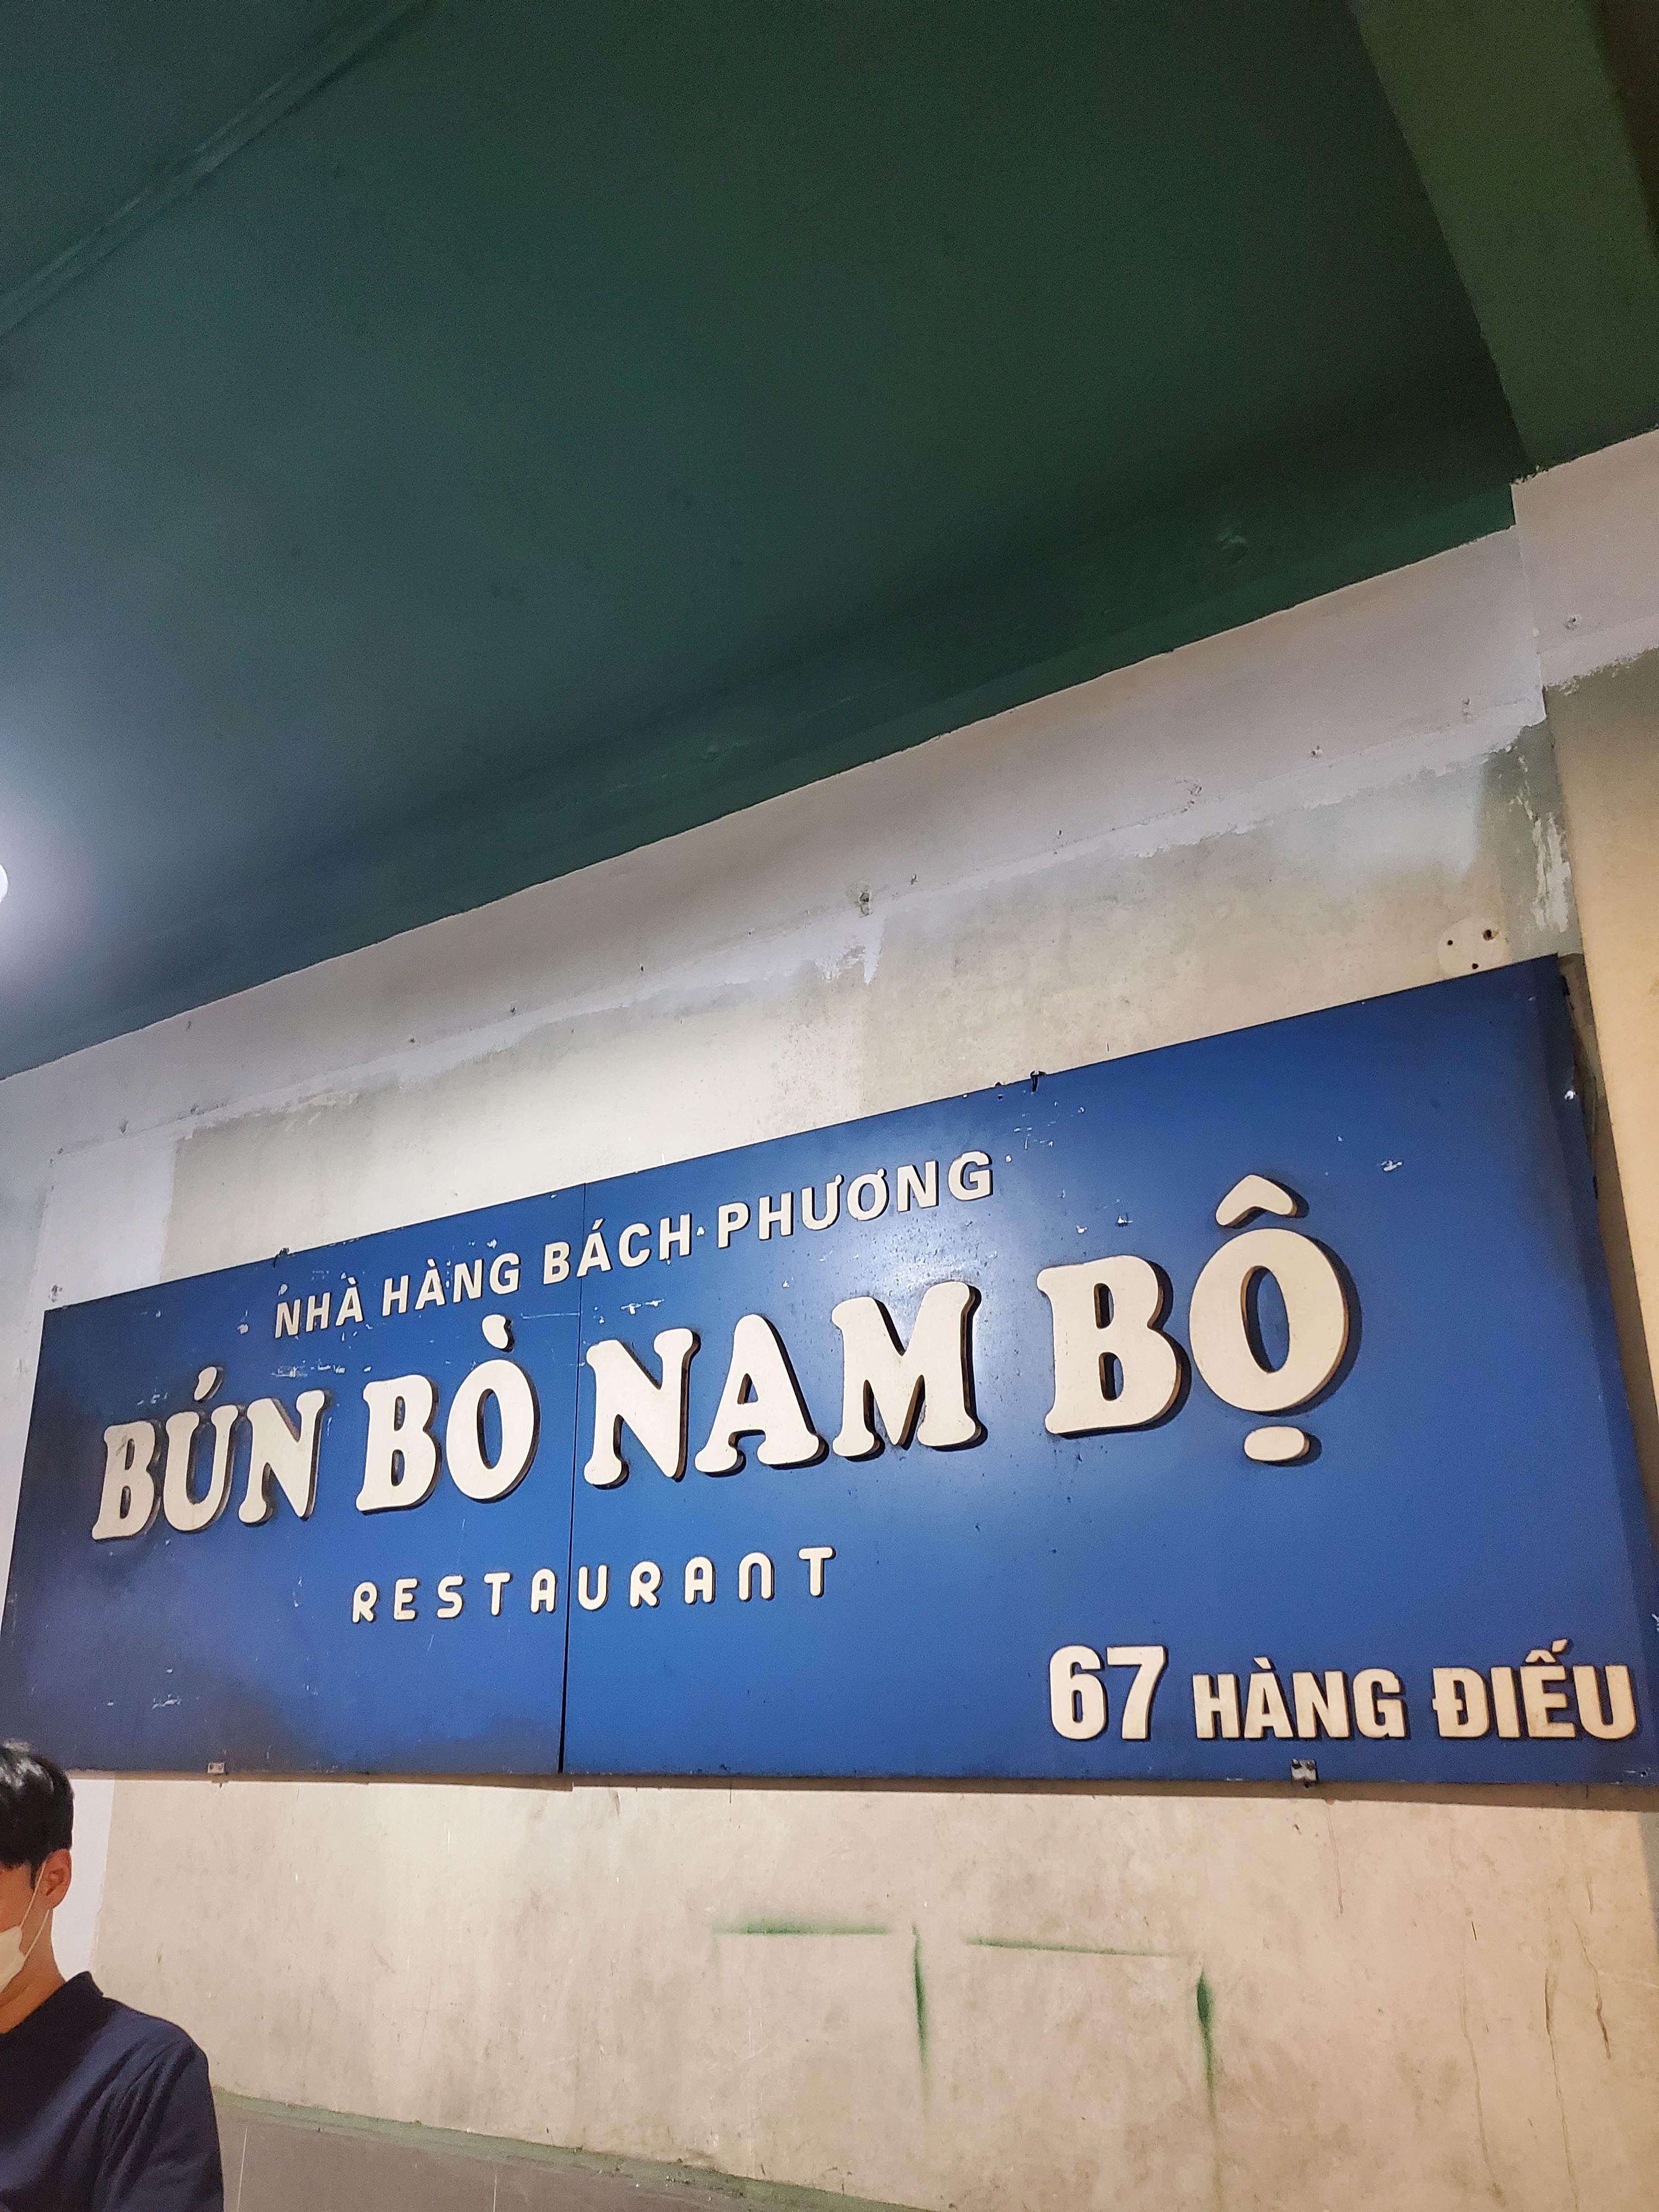 NHÀ HÀNG BÁCH PHƯƠNG
BÚN BÒ NAM BỘ
RESTAURANT
67 HÀNG ĐIẾU